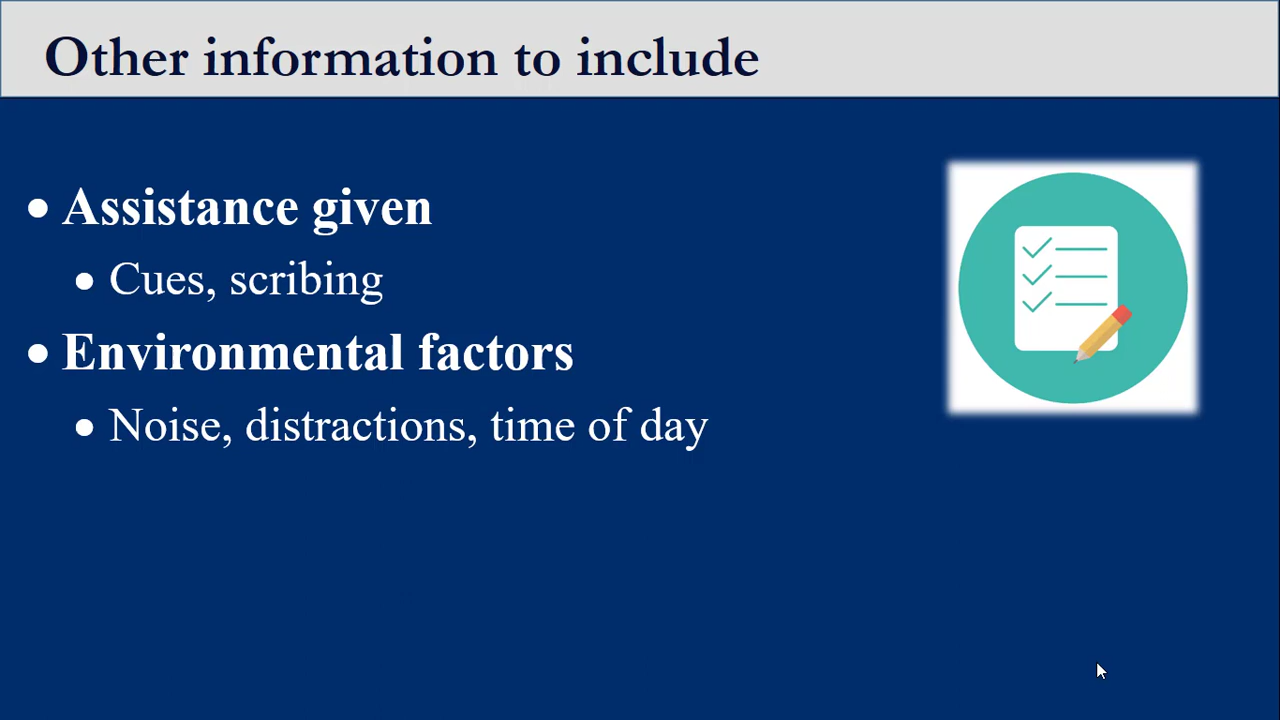 Other information to include
• Assistance given
• Cues, scribing
• Environmental factors
• Noise, distractions, time of day